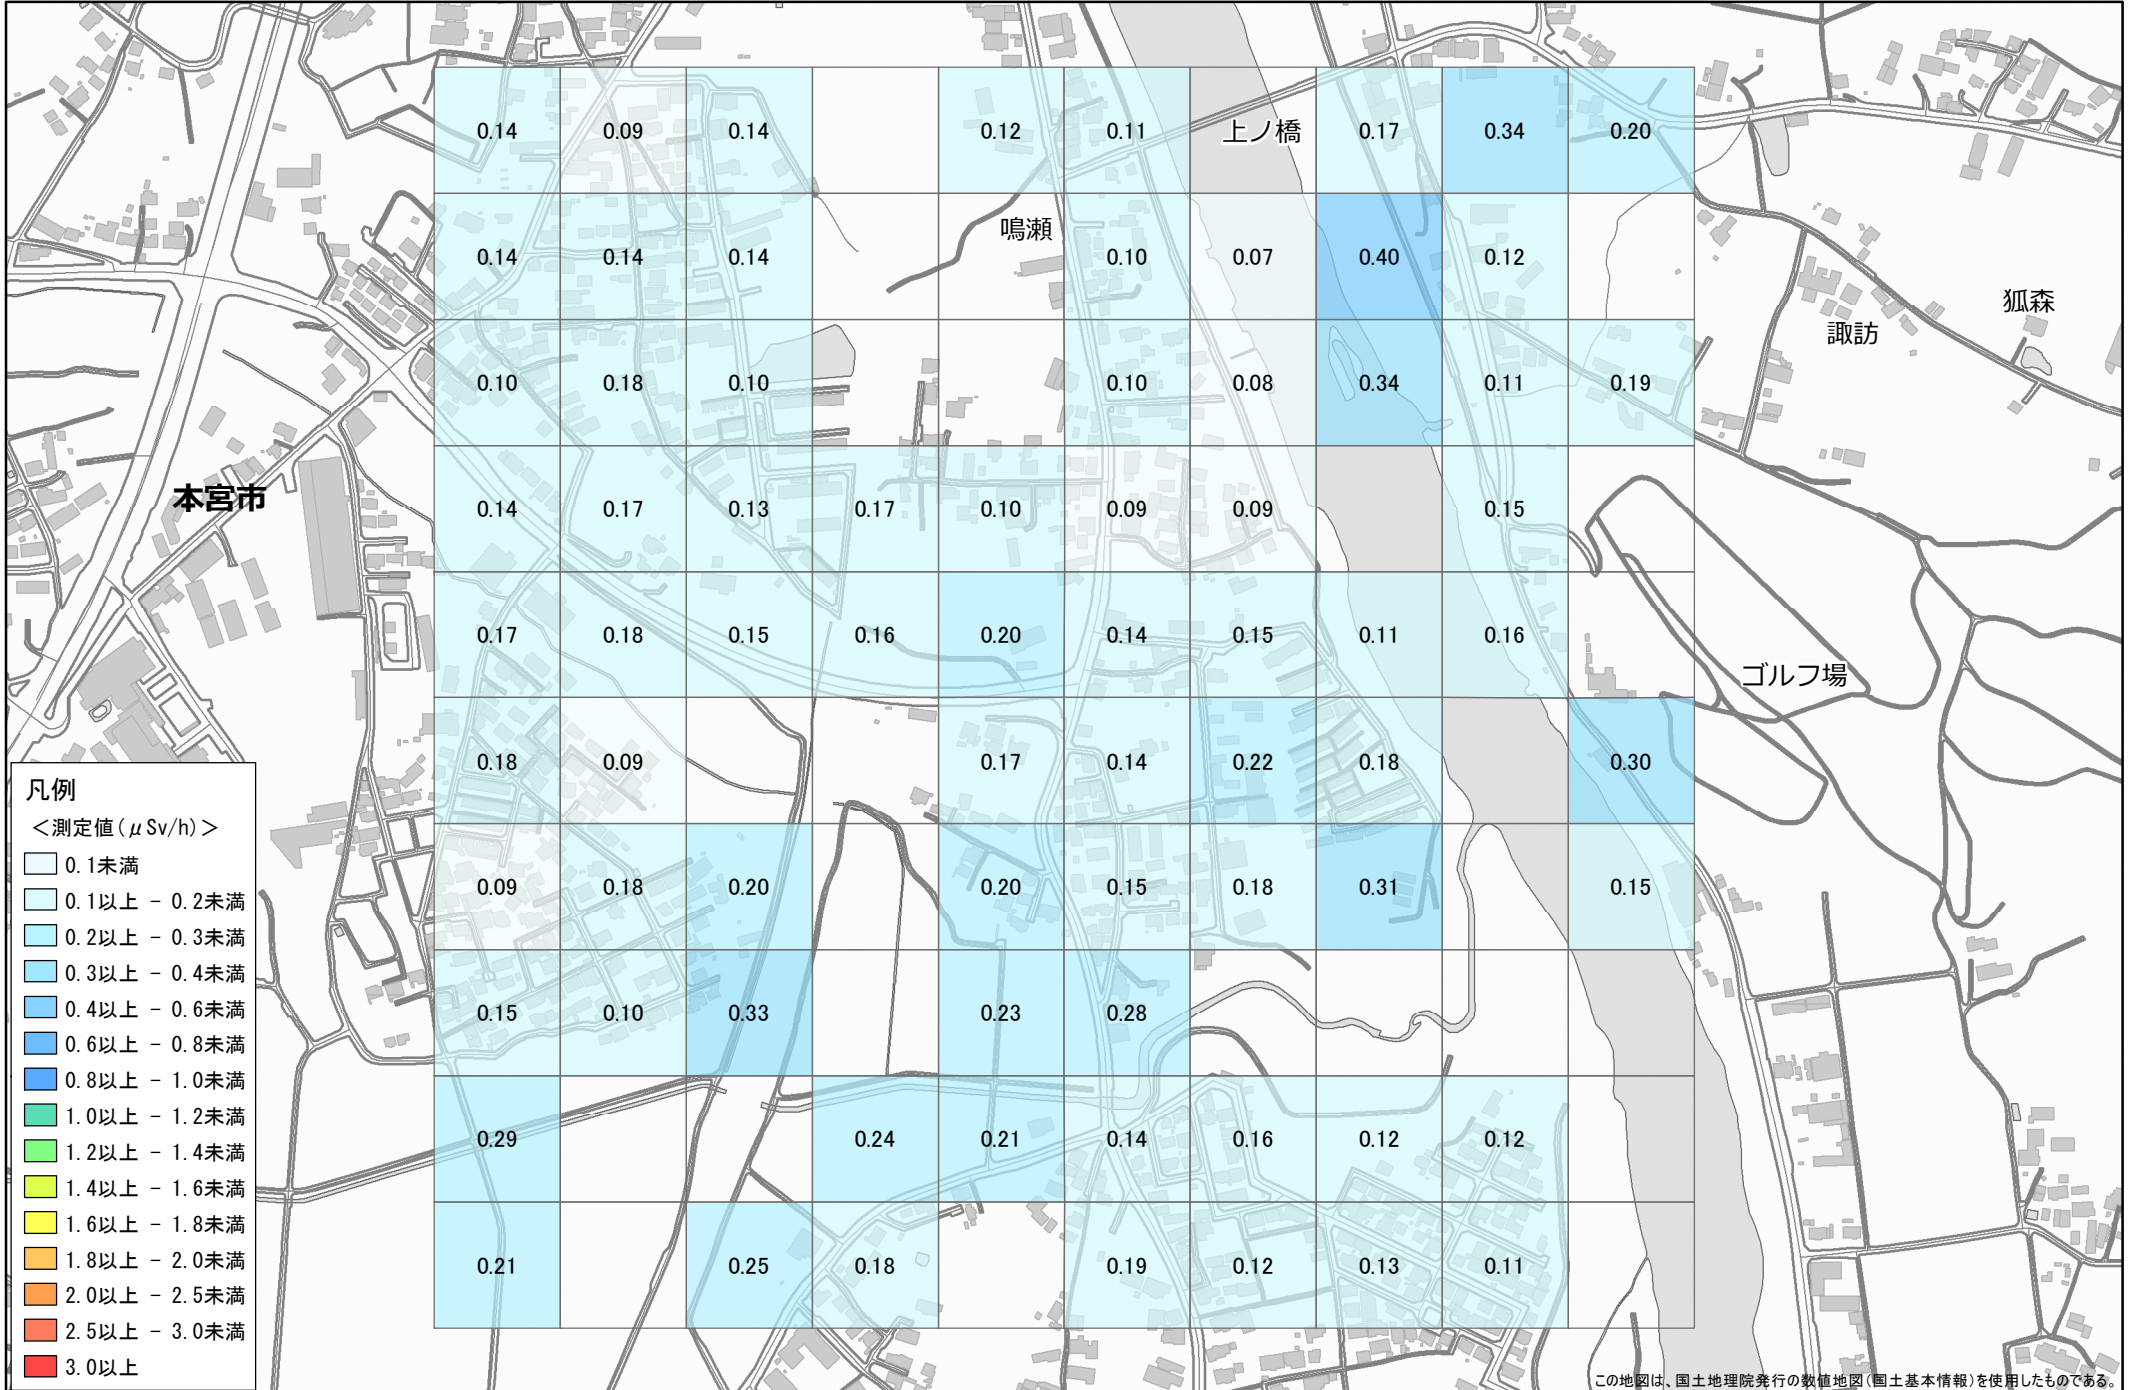 0.14 0.09 0.14 0.12 0.11 上ノ橋 0.17 0.34 0.20
鳴瀬
0.14 0.14 0.14 0.10 0.07 0.40 0.12
狐森
諏訪
0.10 0.18 0.10 0.10 0.08 0.34 0.11 0.19
本宮市
0.14 0.17 0.13 0.17 0.10 0.09 0.09 0.15
0.17 0.18 0.15 0.16 0.20 0.14 0.15 0.11 0.16
ゴルフ場
0.18 0.09 0.17 0.14 0.22 0.18 0.30
0.09 0.18 0.20 0.20 0.15 0.18 0.31 0.15
0.15 0.10 0.33 0.23 0.28
0.29 0.24 0.21 0.14 0.16 0.12 0.12
0.21 0.25 0.18 0.19 0.12 0.13 0.11
凡例
＜測定値(μSv/h)＞
0.1未満
0.1以上 − 0.2未満
0.2以上 − 0.3未満
0.3以上 − 0.4未満
0.4以上 − 0.6未満
0.6以上 − 0.8未満
0.8以上 − 1.0未満
1.0以上 − 1.2未満
1.2以上 − 1.4未満
1.4以上 − 1.6未満
1.6以上 − 1.8未満
1.8以上 − 2.0未満
2.0以上 − 2.5未満
2.5以上 − 3.0未満
3.0以上
この地図は、国土地理院発行の数値地図(国土基本情報)を使用したものである。